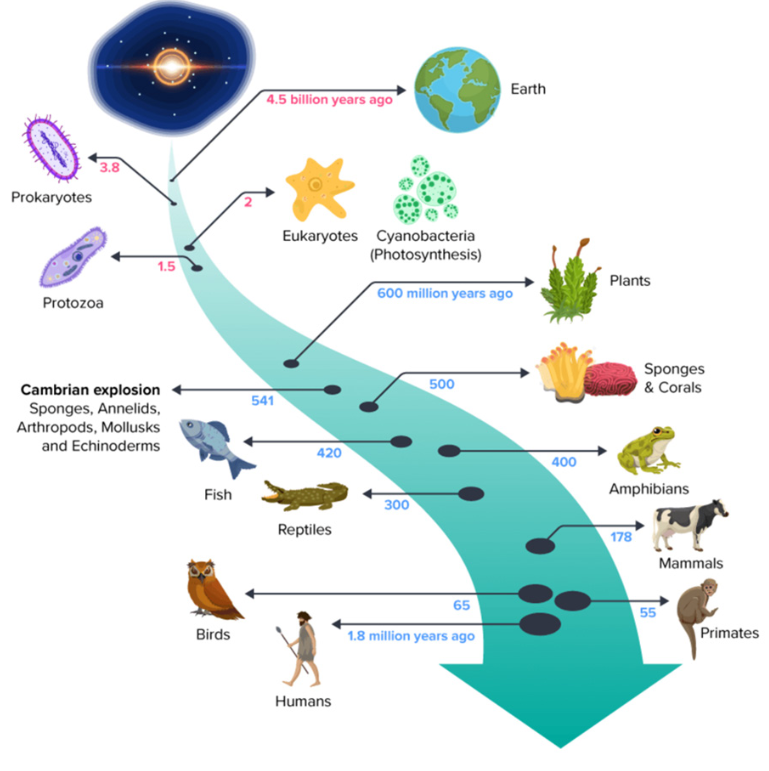 4.5 billion years ago
Earth
3.8
Prokaryotes
2
Eukaryotes
Cyanobacteria
(Photosynthesis)
1.5
Protozoa
600 million years ago
Plants
500
Sponges
& Corals
Cambrian explosion
Sponges, Annelids,
Arthropods, Mollusks
and Echinoderms
541
420
Fish
400
Amphibians
300
Reptiles
178
Mammals
65
Birds
55
Primates
1.8 million years ago
Humans